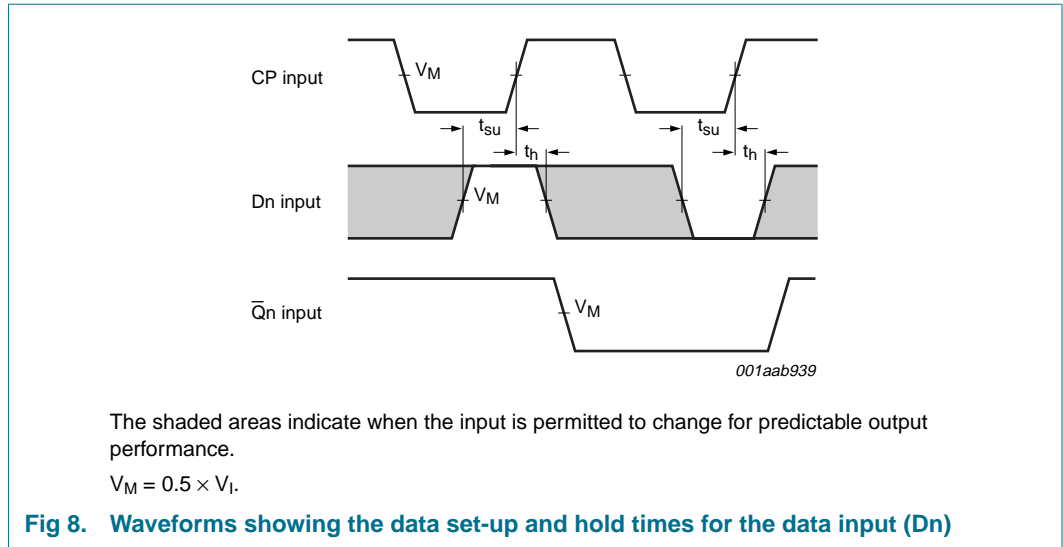 CP input
V_M
t_su
t_su
t_h
t_h
Dn input
V_M
Q̅n input
V_M
001aab939
The shaded areas indicate when the input is permitted to change for predictable output
performance.
V_M = 0.5 × V_I.
Fig 8. Waveforms showing the data set-up and hold times for the data input (Dn)